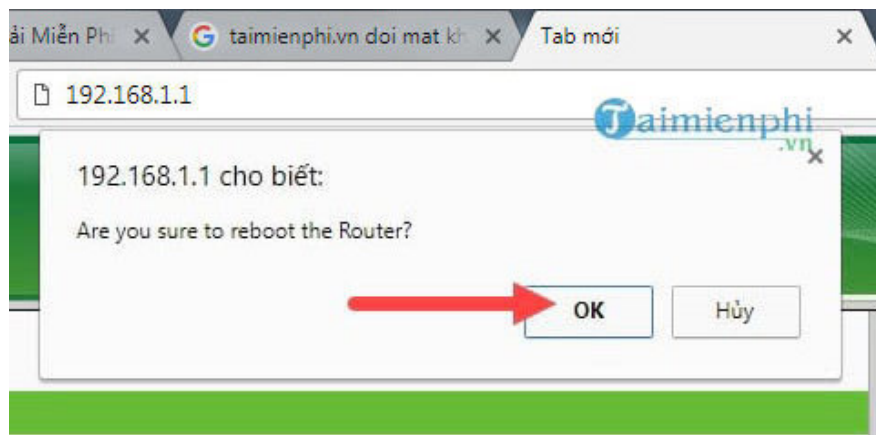 ải Miễn Phí
taimienphi.vn doi mat kh
Tab mới
192.168.1.1
Taimienphi
.vn
192.168.1.1 cho biết:
Are you sure to reboot the Router?
OK
Hủy